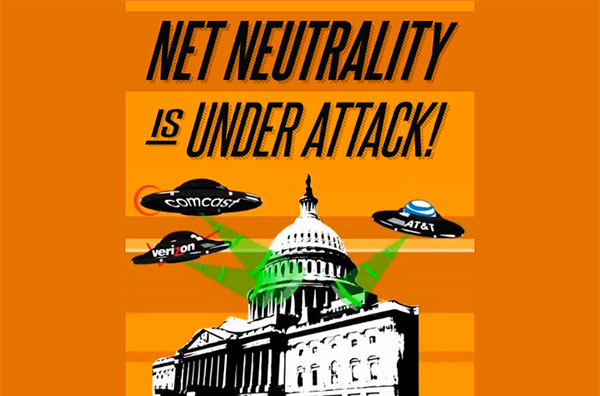 NET NEUTRALITY
IS UNDER ATTACK!
comcast
AT&T
verizon